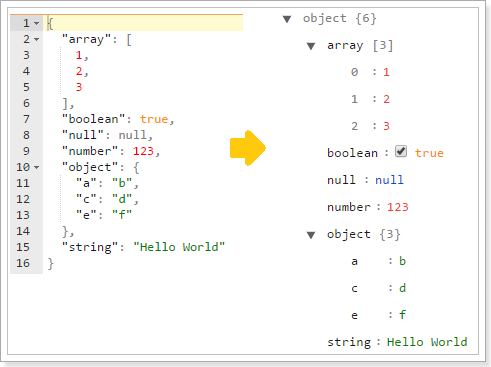 1 {
2 "array": [
3 1,
4 2,
5 3
6 ],
7 "boolean": true,
8 "null": null,
9 "number": 123,
10 "object": {
11 "a": "b",
12 "c": "d",
13 "e": "f"
14 },
15 "string": "Hello World"
16 }
object {6}
array [3]
0 : 1
1 : 2
2 : 3
boolean : true
null : null
number : 123
object {3}
a : b
c : d
e : f
string : Hello World